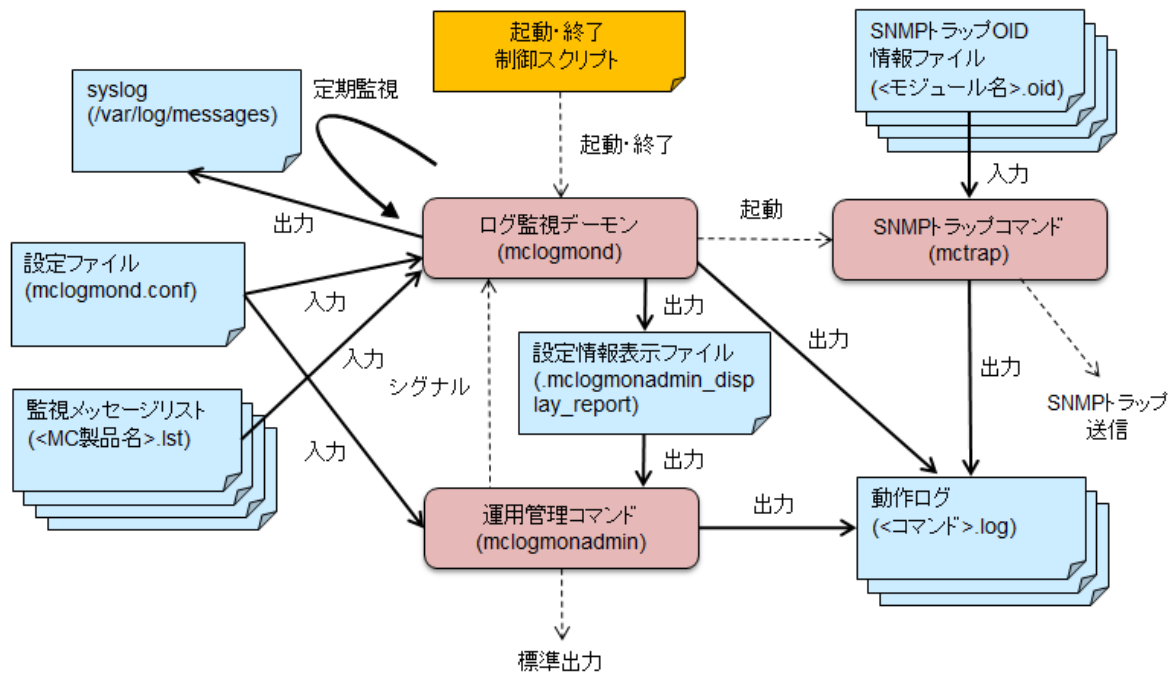 起動・終了
制御スクリプト
SNMPトラップOID
情報ファイル
(<モジュール名>.oid)
syslog
(/var/log/messages)
定期監視
起動・終了
入力
出力
ログ監視デーモン
(mclogmond)
起動
SNMPトラップコマンド
(mctrap)
設定ファイル
(mclogmond.conf)
入力
出力
出力
出力
設定情報表示ファイル
(.mclogmonadmin_disp
lay_report)
入力
シグナル
SNMPトラップ
送信
監視メッセージリスト
(<MC製品名>.lst)
入力
出力
運用管理コマンド
(mclogmonadmin)
出力
動作ログ
(<コマンド>.log)
標準出力